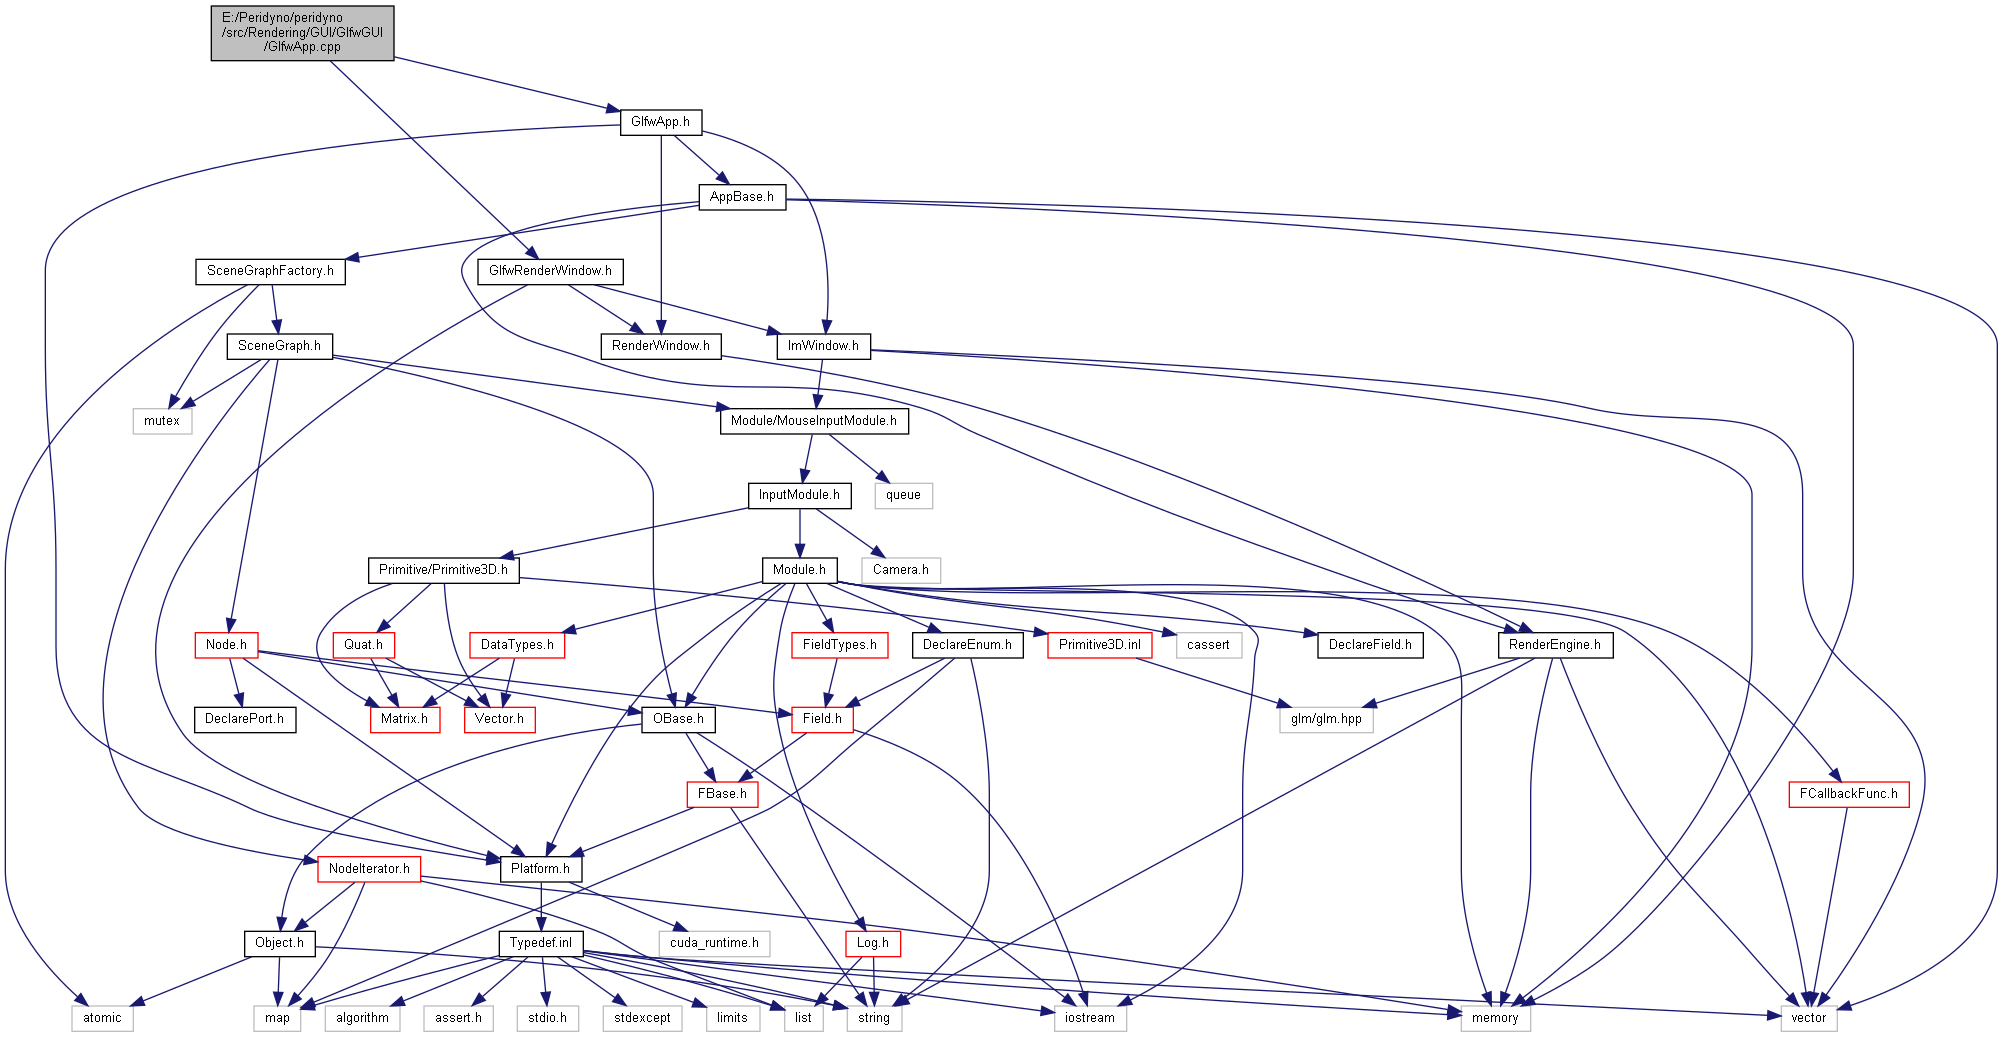 E:/Peridyno/peridyno
/src/Rendering/GUI/GlfwGUI
/GlfwApp.cpp
GlfwApp.h
AppBase.h
SceneGraphFactory.h
GlfwRenderWindow.h
SceneGraph.h
RenderWindow.h
ImWindow.h
mutex
Module/MouseInputModule.h
InputModule.h
queue
Primitive/Primitive3D.h
Module.h
Camera.h
Node.h
Quat.h
DataTypes.h
FieldTypes.h
DeclareEnum.h
Primitive3D.inl
cassert
DeclareField.h
RenderEngine.h
DeclarePort.h
Matrix.h
Vector.h
OBase.h
Field.h
glm/glm.hpp
FBase.h
FCallbackFunc.h
NodeIterator.h
Platform.h
Object.h
Typedef.inl
cuda_runtime.h
Log.h
atomic
map
algorithm
assert.h
stdio.h
stdexcept
limits
list
string
iostream
memory
vector